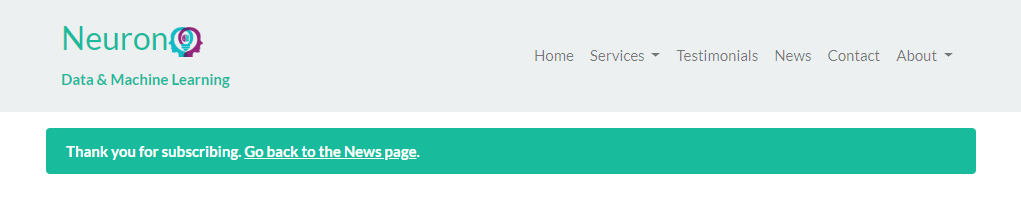 Neuron
Data & Machine Learning
Home Services Testimonials News Contact About
Thank you for subscribing. Go back to the News page.